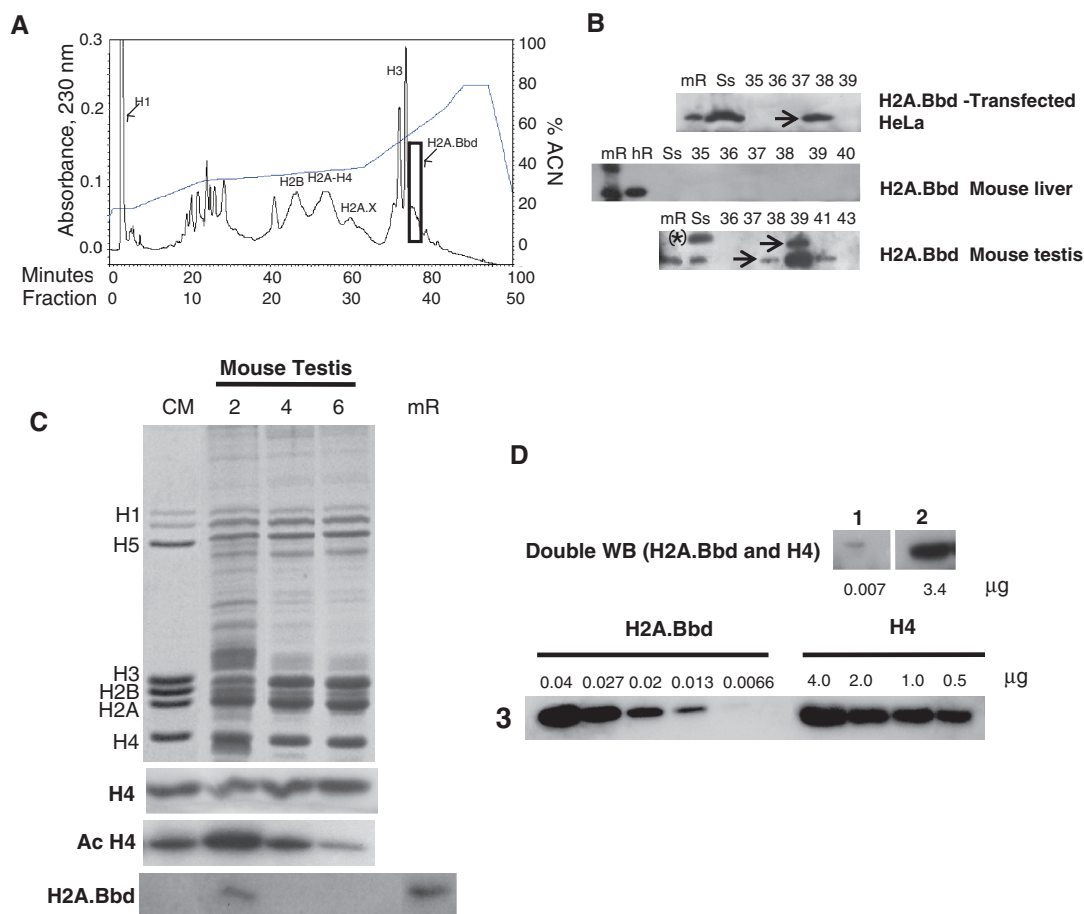 A
Absorbance, 230 nm
0.3
0.2
0.1
0.0
100
80
60
40
20
0
% ACN
H1
H2B
H2A-H4
H2A.X
H3
H2A.Bbd
Minutes 0 20 40 60 80 100
Fraction 0 10 20 30 40 50
B
mR Ss 35 36 37 38 39
H2A.Bbd -Transfected
HeLa
mR hR Ss 35 36 37 38 39 40
H2A.Bbd Mouse liver
mR Ss 36 37 38 39 41 43
(*)
H2A.Bbd Mouse testis
C
Mouse Testis
CM 2 4 6 mR
H1
H5
H3
H2B
H2A
H4
H4
Ac H4
H2A.Bbd
D
1 2
Double WB (H2A.Bbd and H4)
0.007 3.4 μg
H2A.Bbd H4
0.04 0.027 0.02 0.013 0.0066 4.0 2.0 1.0 0.5 μg
3